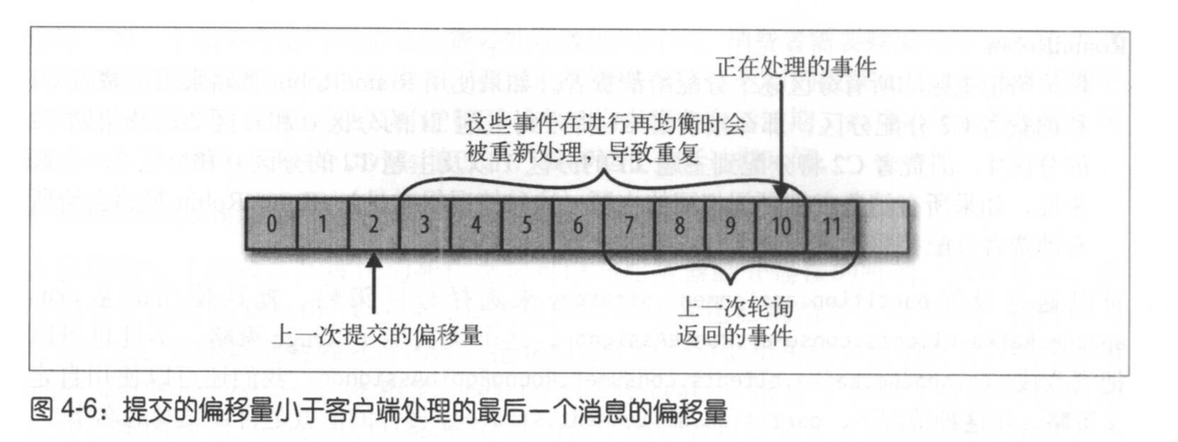 正在处理的事件
这些事件在进行再均衡时会
被重新处理，导致重复
0 1 2 3 4 5 6 7 8 9 10 11
上一次提交的偏移量
上一次轮询
返回的事件
图 4-6：提交的偏移量小于客户端处理的最后一个消息的偏移量